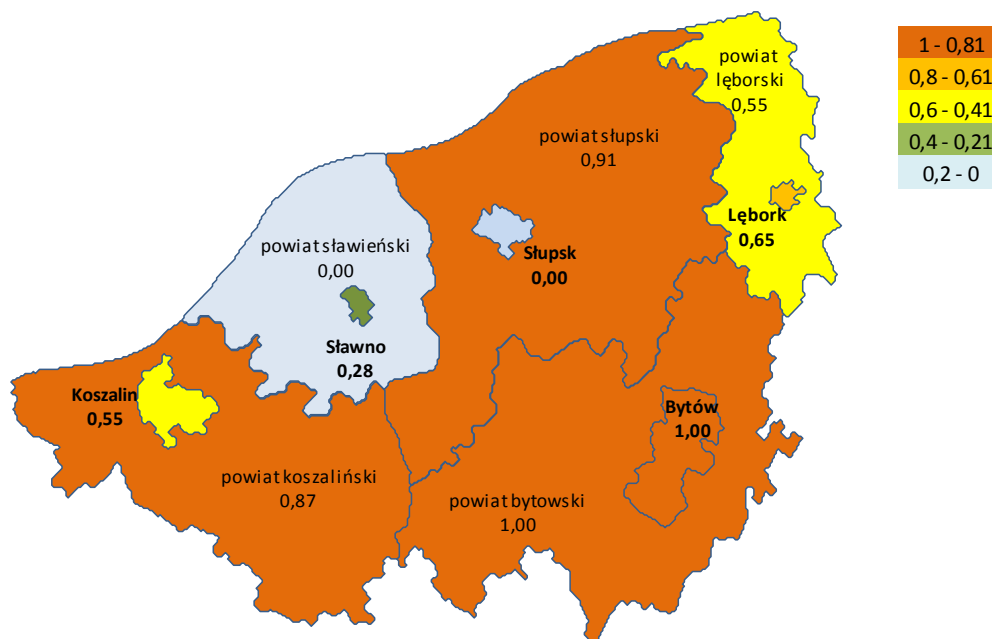 1 - 0,81
0,8 - 0,61
0,6 - 0,41
0,4 - 0,21
0,2 - 0
powiat
lęborski
0,55
powiat słupski
0,91
Lębork
0,65
Słupsk
0,00
powiat sławieński
0,00
Sławno
0,28
Koszalin
0,55
Bytów
1,00
powiat koszaliński
0,87
powiat bytowski
1,00